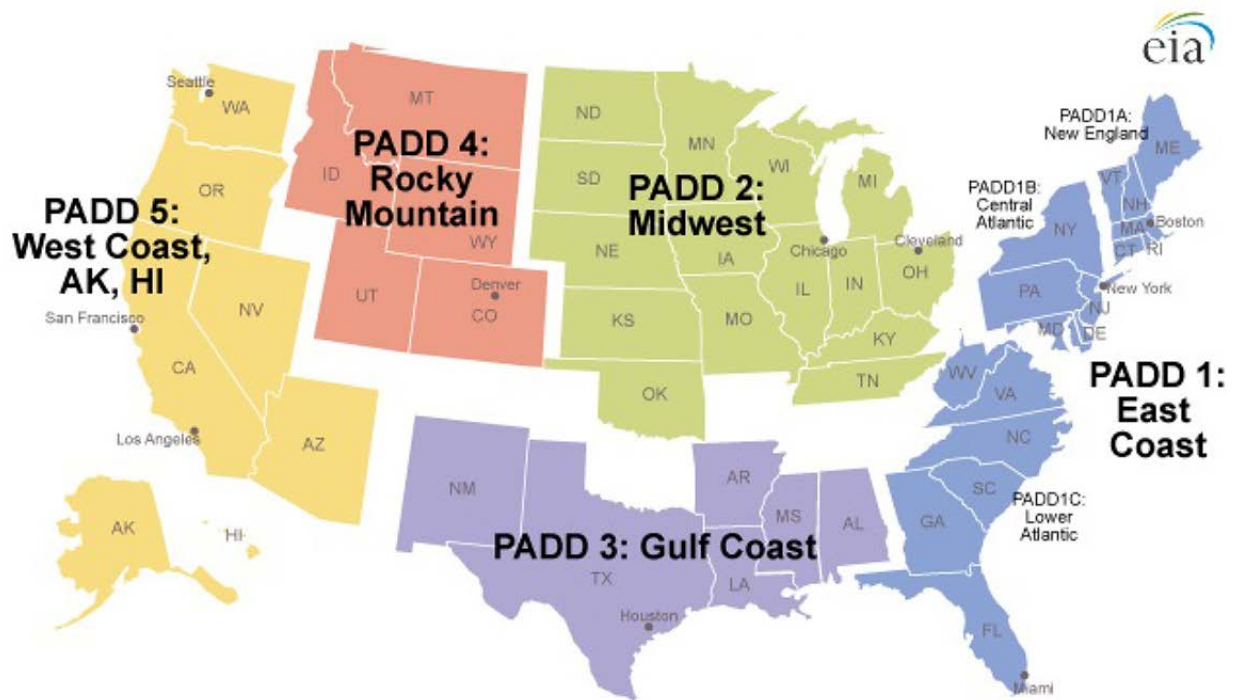 eia
PADD 5:
West Coast,
AK, HI
PADD 4:
Rocky
Mountain
PADD 2:
Midwest
PADD1A:
New England
PADD1B:
Central
Atlantic
PADD 1:
East
Coast
PADD1C:
Lower
Atlantic
PADD 3: Gulf Coast
Seattle
WA
OR
San Francisco
NV
CA
Los Angeles
AZ
AK
HI
MT
ID
WY
UT
Denver
CO
ND
SD
NE
KS
OK
MN
WI
MI
IA
Chicago
Cleveland
IL
IN
OH
MO
KY
TN
NM
TX
Houston
AR
LA
MS
AL
ME
VT
NH
MA
Boston
CT
RI
NY
New York
PA
NJ
MD
DE
WV
VA
NC
SC
GA
FL
Miami